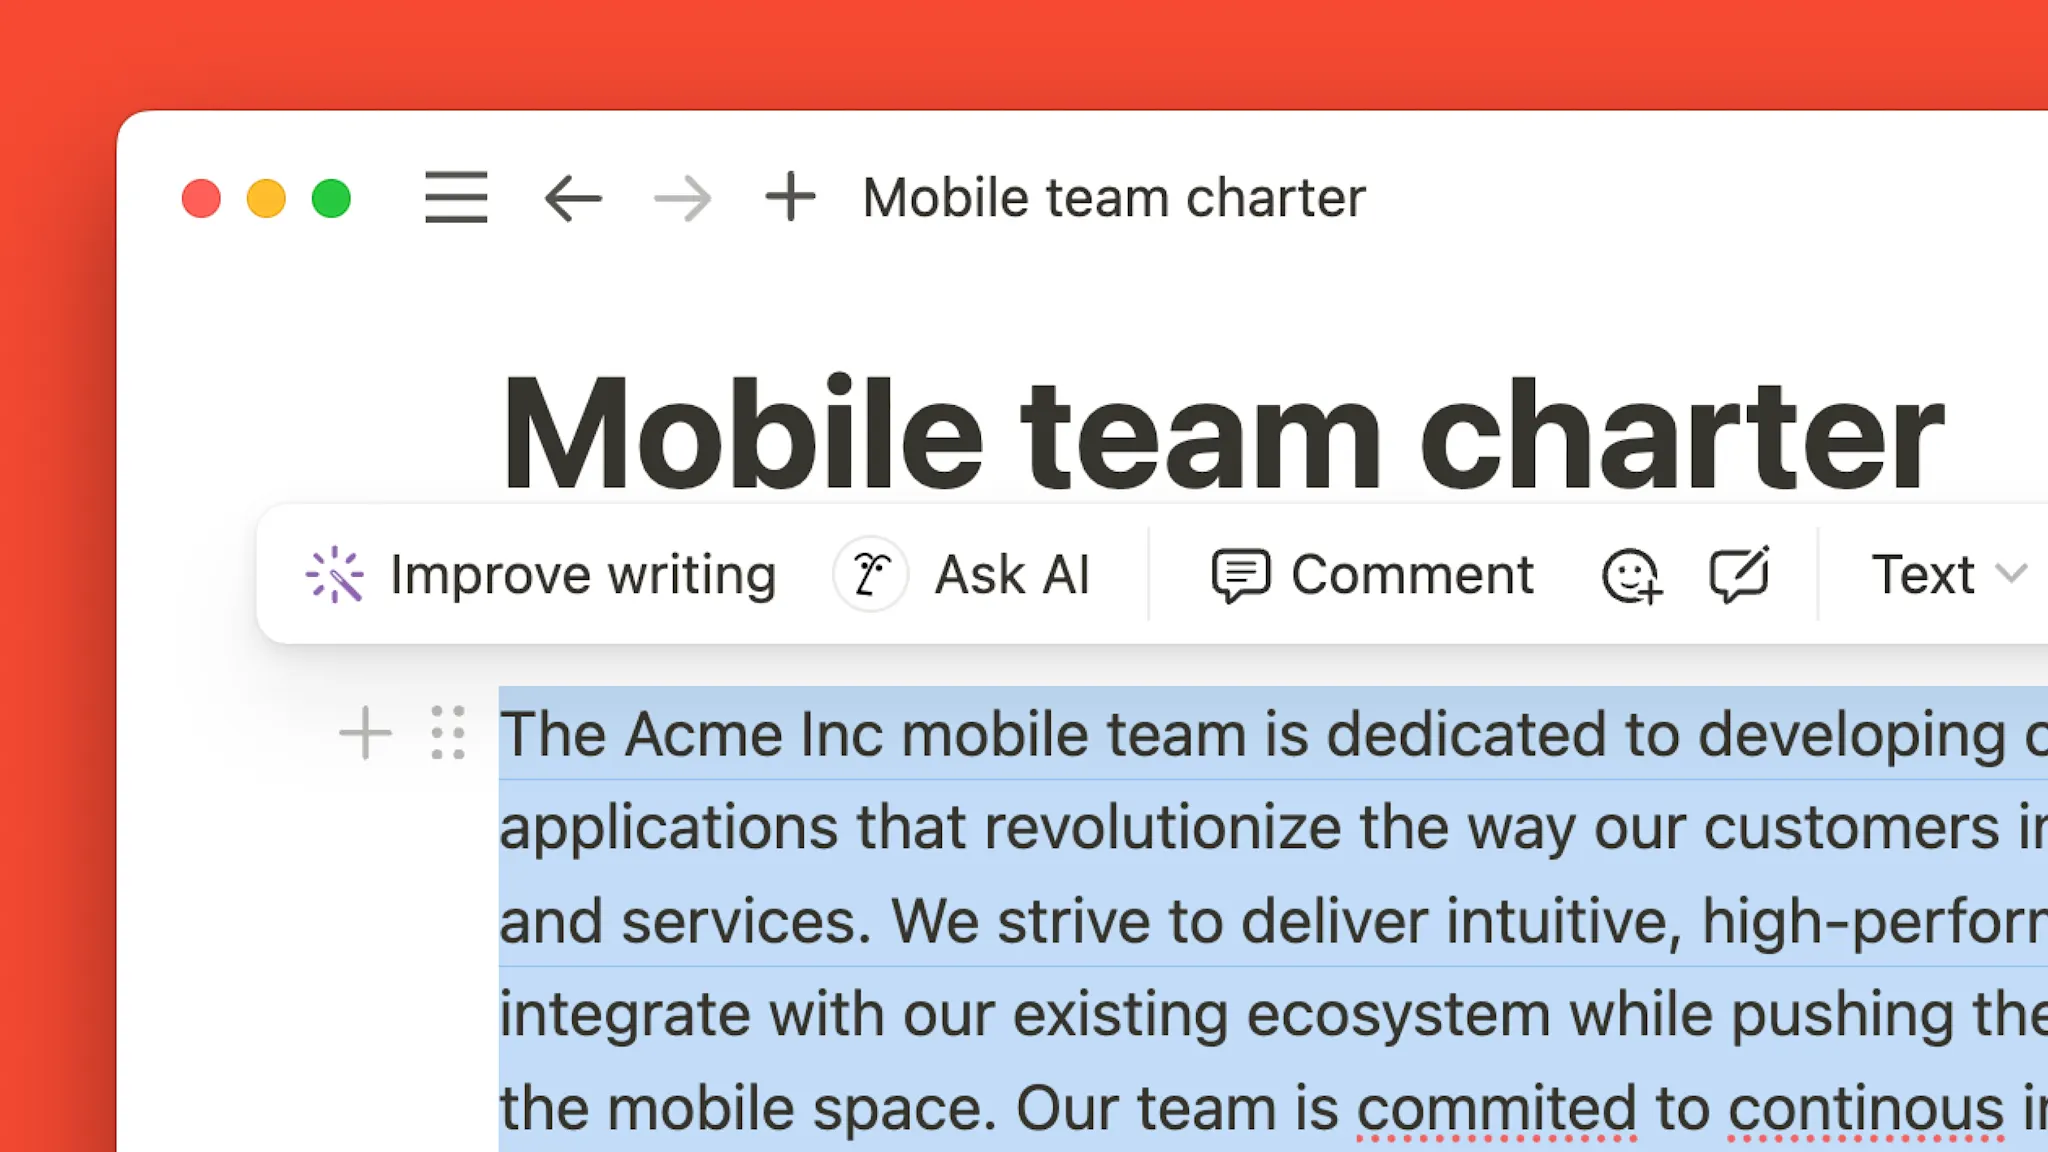 Mobile team charter
Mobile team charter
Improve writing Ask AI Comment Text
The Acme Inc mobile team is dedicated to developing
applications that revolutionize the way our customers
and services. We strive to deliver intuitive, high-perfor
integrate with our existing ecosystem while pushing the
the mobile space. Our team is commited to continous